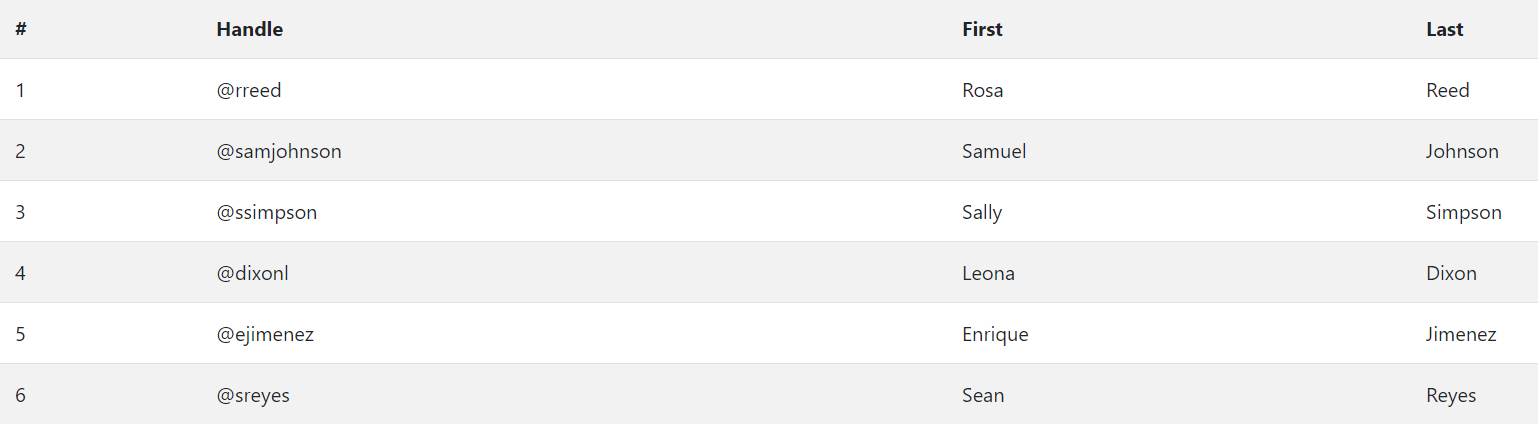 # Handle First Last
1 @rreed Rosa Reed
2 @samjohnson Samuel Johnson
3 @ssimpson Sally Simpson
4 @dixonl Leona Dixon
5 @ejimenez Enrique Jimenez
6 @sreyes Sean Reyes